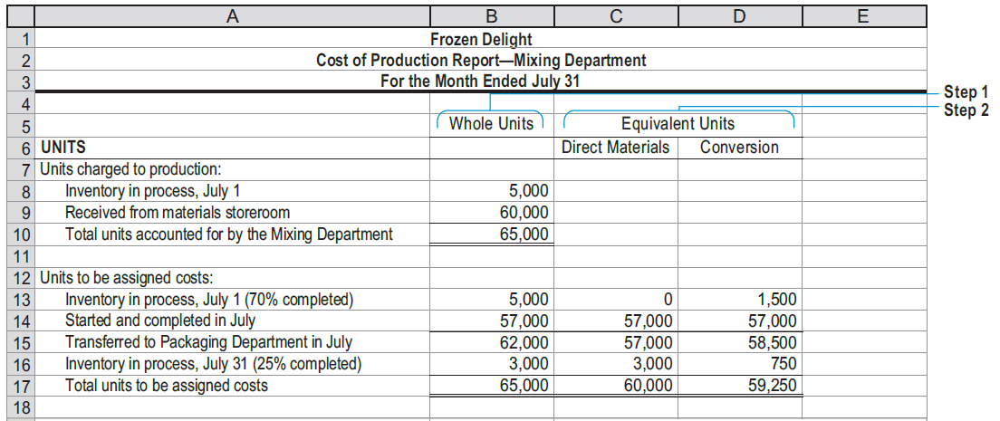 A B C D E
1 Frozen Delight
2 Cost of Production Report—Mixing Department
3 For the Month Ended July 31
Step 1
4
Step 2
5 Whole Units Equivalent Units
6 UNITS Direct Materials Conversion
7 Units charged to production:
8 Inventory in process, July 1 5,000
9 Received from materials storeroom 60,000
10 Total units accounted for by the Mixing Department 65,000
11
12 Units to be assigned costs:
13 Inventory in process, July 1 (70% completed) 5,000 0 1,500
14 Started and completed in July 57,000 57,000 57,000
15 Transferred to Packaging Department in July 62,000 57,000 58,500
16 Inventory in process, July 31 (25% completed) 3,000 3,000 750
17 Total units to be assigned costs 65,000 60,000 59,250
18